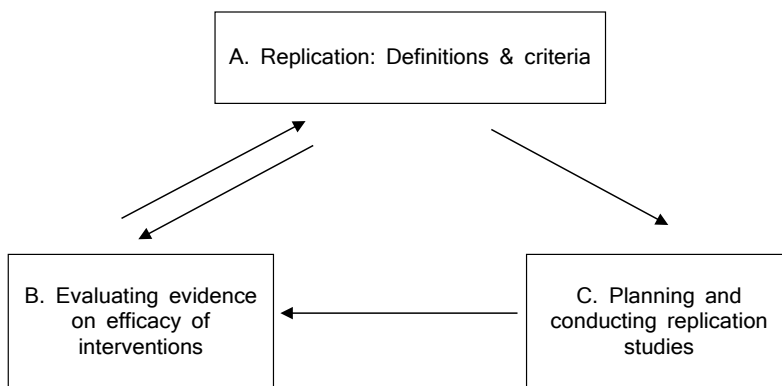 A. Replication: Definitions & criteria
B. Evaluating evidence
on efficacy of
interventions
C. Planning and
conducting replication
studies